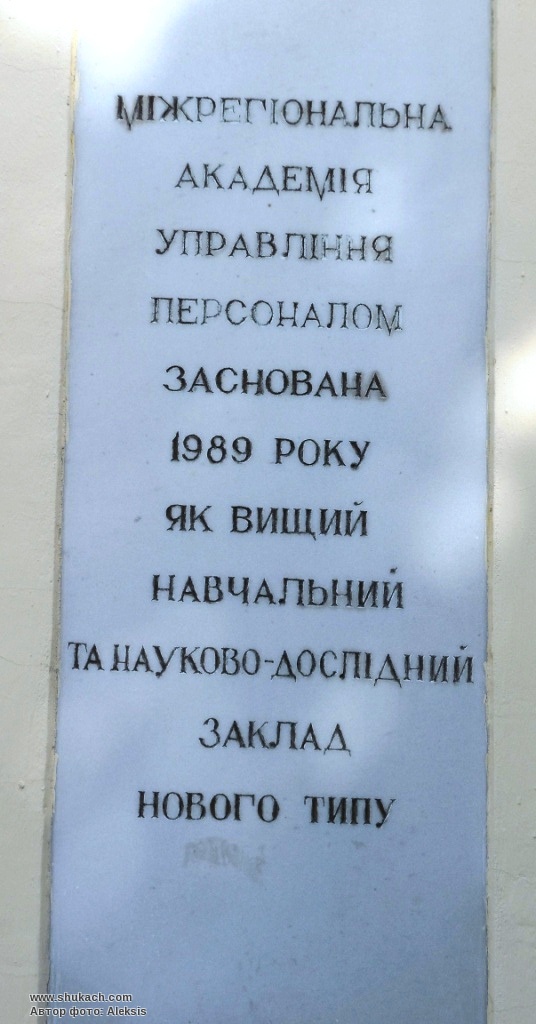 МІЖРЕГІОНАЛЬНА
АКАДЕМІЯ
УПРАВЛІННЯ
ПЕРСОНАЛОМ
ЗАСНОВАНА
1989 РОКУ
ЯК ВИЩИЙ
НАВЧАЛЬНИЙ
ТА НАУКОВО-ДОСЛІДНИЙ
ЗАКЛАД
НОВОГО ТИПУ
www.shukach.com
Автор фото: Aleksis